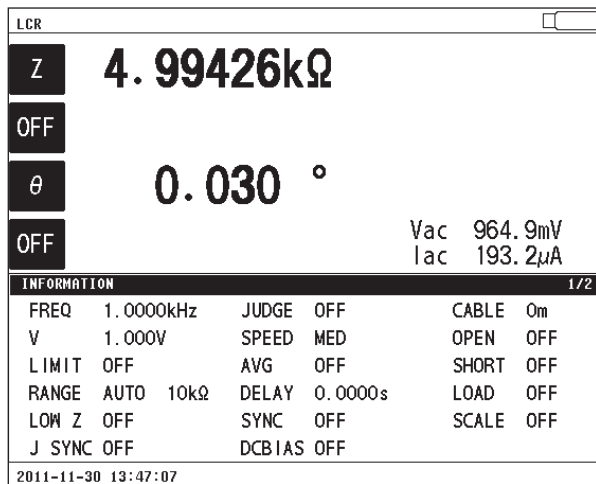 LCR
Z 4.99426kΩ
OFF
θ 0.030 °
OFF
Vac 964.9mV
Iac 193.2μA
INFORMATION 1/2
FREQ 1.0000kHz JUDGE OFF CABLE 0m
V 1.000V SPEED MED OPEN OFF
LIMIT OFF AVG OFF SHORT OFF
RANGE AUTO 10kΩ DELAY 0.0000s LOAD OFF
LOW Z OFF SYNC OFF SCALE OFF
J SYNC OFF DCBIAS OFF
2011-11-30 13:47:07